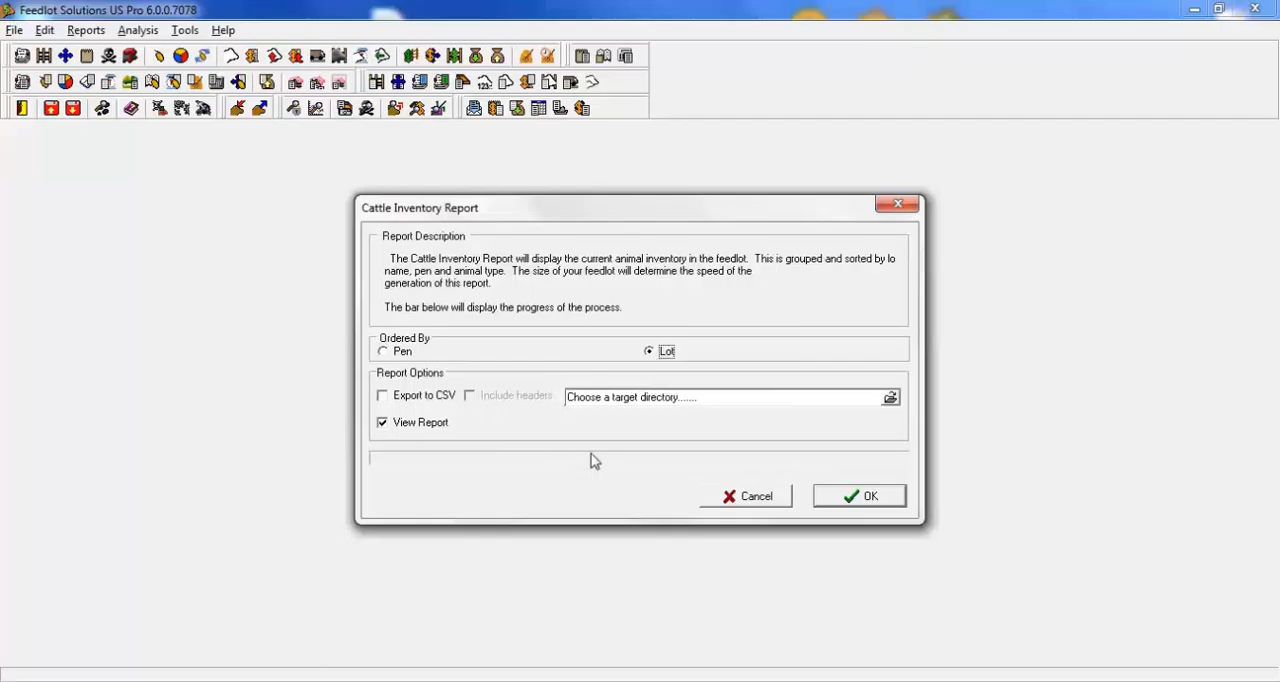 Feedlot Solutions US Pro 6.0.0.7078
File Edit Reports Analysis Tools Help
Cattle Inventory Report
Report Description
The Cattle Inventory Report will display the current animal inventory in the feedlot. This is grouped and sorted by lo
name, pen and animal type. The size of your feedlot will determine the speed of the
generation of this report.
The bar below will display the progress of the process.
Ordered By
Pen Lot
Report Options
Export to CSV Include headers Choose a target directory.......
View Report
Cancel OK